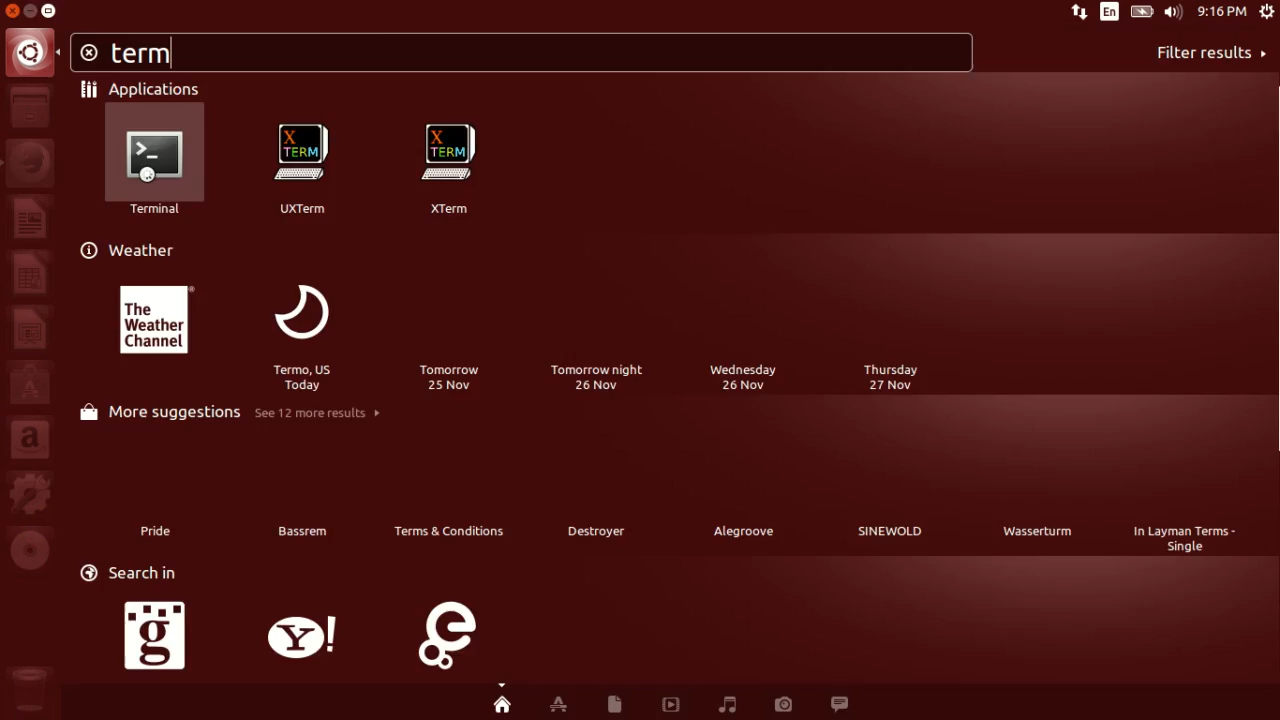 En
9:16 PM
term
Filter results
Applications
>_
X
TERM
X
TERM
Terminal
UXTerm
XTerm
Weather
The
Weather
Channel
®
Termo, US
Today
Tomorrow
25 Nov
Tomorrow night
26 Nov
Wednesday
26 Nov
Thursday
27 Nov
More suggestions
See 12 more results
a
Pride
Bassrem
Terms & Conditions
Destroyer
Alegroove
SINEWOLD
Wasserturm
In Layman Terms -
Single
Search in
g
Y!
e